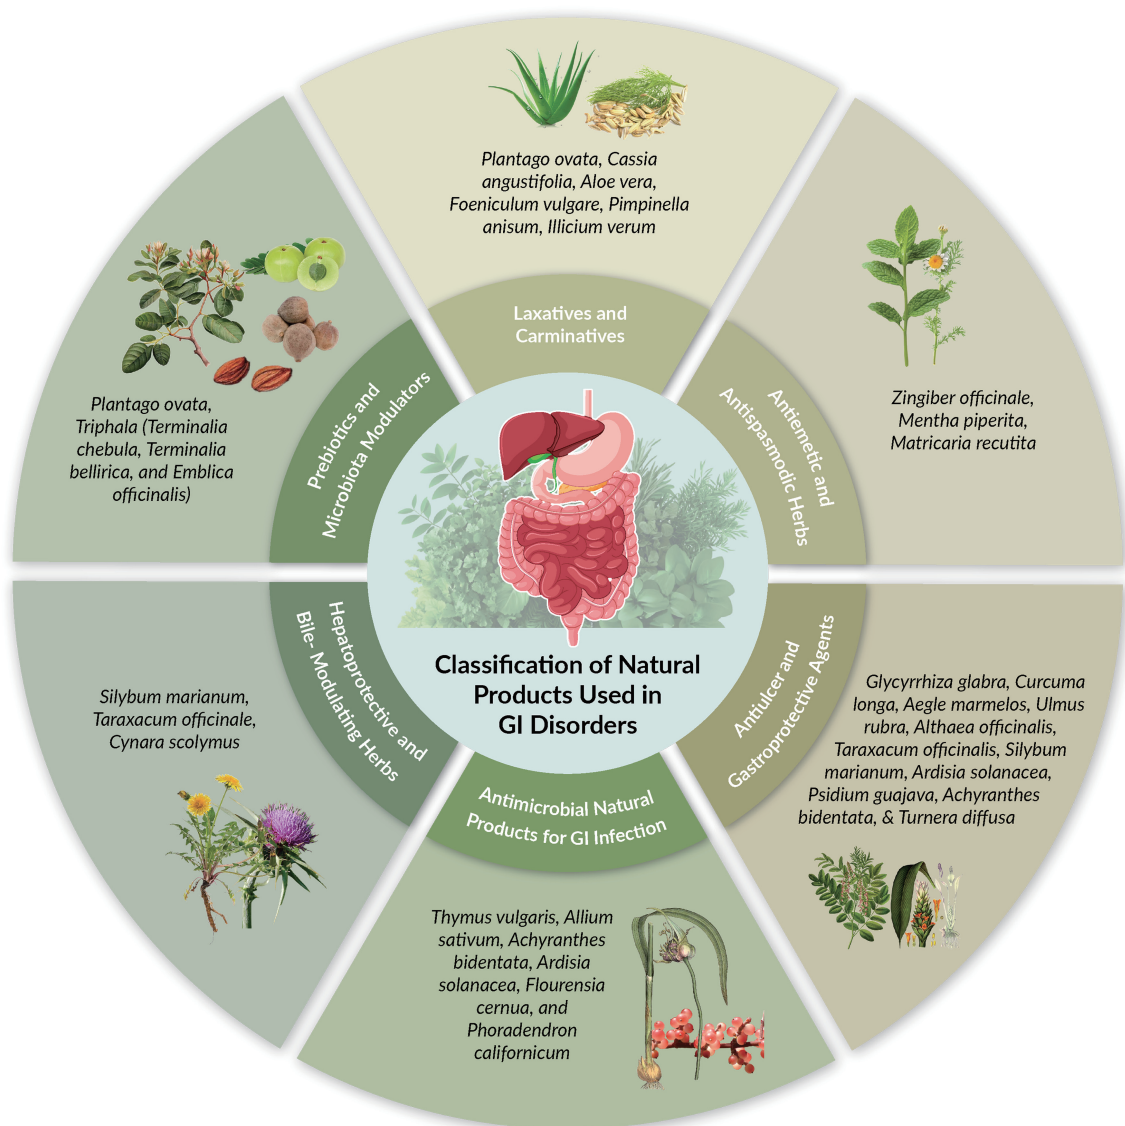 Plantago ovata, Cassia
angustifolia, Aloe vera,
Foeniculum vulgare, Pimpinella
anisum, Illicium verum
Laxatives and
Carminatives
Zingiber officinale,
Mentha piperita,
Matricaria recutita
Antiemetic and
Antispasmodic Herbs
Glycyrrhiza glabra, Curcuma
longa, Aegle marmelos, Ulmus
rubra, Althaea officinalis,
Taraxacum officinalis, Silybum
marianum, Ardisia solanacea,
Psidium guajava, Achyranthes
bidentata, & Turnera diffusa
Antiulcer and
Gastroprotective Agents
Antimicrobial Natural
Products for GI Infection
Thymus vulgaris, Allium
sativum, Achyranthes
bidentata, Ardisia
solanacea, Flourensia
cernua, and
Phoradendron
californicum
Hepatoprotective and
Bile- Modulating Herbs
Silybum marianum,
Taraxacum officinale,
Cynara scolymus
Prebiotics and
Microbiota Modulators
Plantago ovata,
Triphala (Terminalia
chebula, Terminalia
bellirica, and Emblica
officinalis)
Classification of Natural
Products Used in
GI Disorders